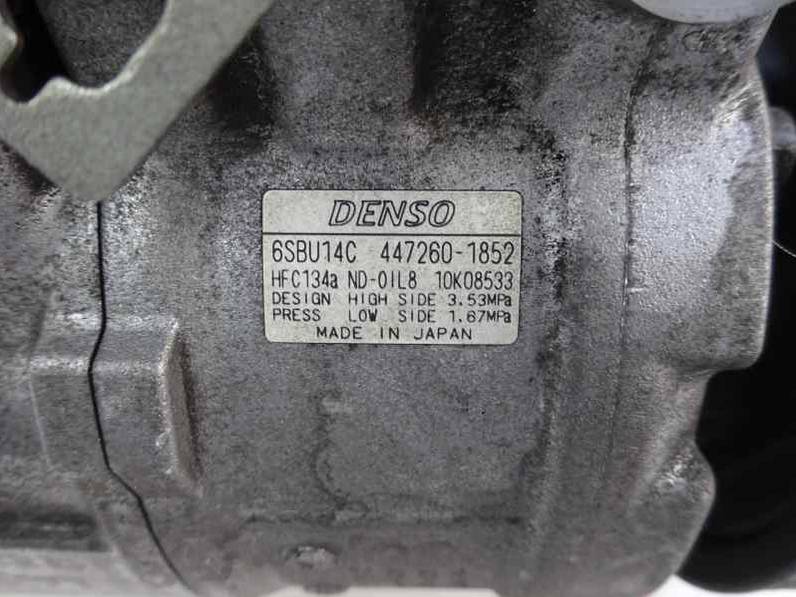 DENSO
6SBU14C 447260-1852
HFC134a ND-OIL8 10K08533
DESIGN HIGH SIDE 3.53MPa
PRESS LOW SIDE 1.67MPa
MADE IN JAPAN